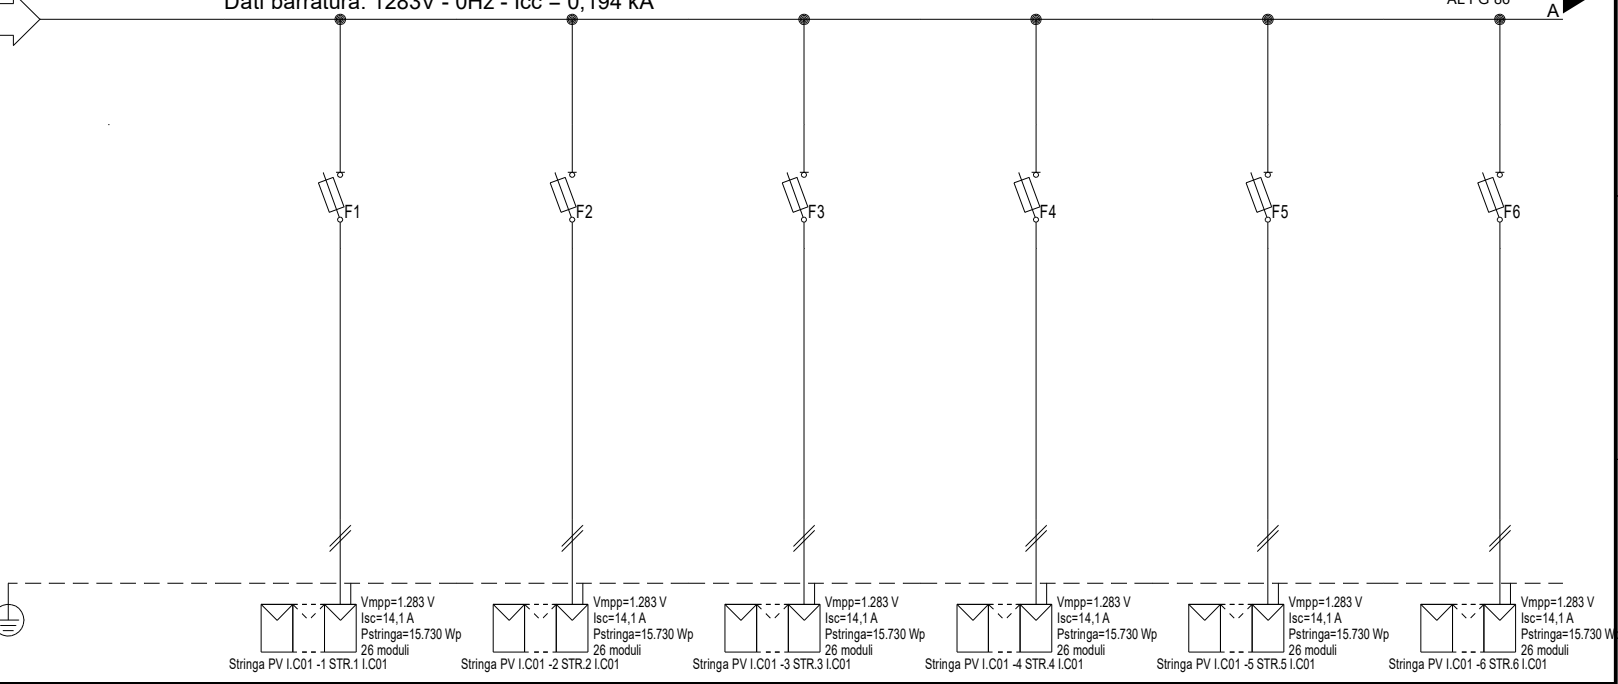 Dati barratura: 1283V - 0Hz - Icc = 0,194 kA
A
F1
F2
F3
F4
F5
F6
Vmpp=1.283 V
Isc=14,1 A
Pstringa=15.730 Wp
26 moduli
Stringa PV I.C01 -1 STR.1 I.C01
Vmpp=1.283 V
Isc=14,1 A
Pstringa=15.730 Wp
26 moduli
Stringa PV I.C01 -2 STR.2 I.C01
Vmpp=1.283 V
Isc=14,1 A
Pstringa=15.730 Wp
26 moduli
Stringa PV I.C01 -3 STR.3 I.C01
Vmpp=1.283 V
Isc=14,1 A
Pstringa=15.730 Wp
26 moduli
Stringa PV I.C01 -4 STR.4 I.C01
Vmpp=1.283 V
Isc=14,1 A
Pstringa=15.730 Wp
26 moduli
Stringa PV I.C01 -5 STR.5 I.C01
Vmpp=1.283 V
Isc=14,1 A
Pstringa=15.730 W
26 moduli
Stringa PV I.C01 -6 STR.6 I.C01